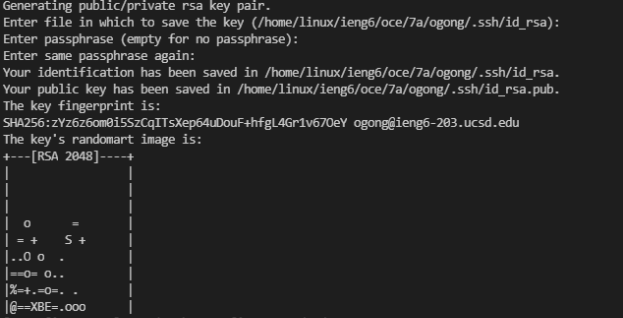 Generating public/private rsa key pair.
Enter file in which to save the key (/home/linux/ieng6/oce/7a/ogong/.ssh/id_rsa):
Enter passphrase (empty for no passphrase):
Enter same passphrase again:
Your identification has been saved in /home/linux/ieng6/oce/7a/ogong/.ssh/id_rsa.
Your public key has been saved in /home/linux/ieng6/oce/7a/ogong/.ssh/id_rsa.pub.
The key fingerprint is:
SHA256:zYz6z6om0i5SzCqITsXep64uDouF+hfgL4Gr1v67OeY ogong@ieng6-203.ucsd.edu
The key's randomart image is:
+---[RSA 2048]----+
|                 |
|                 |
|                 |
|  o      =       |
| = +    S +      |
|..O o  .         |
|==o= o..         |
|%=+.=o=. .       |
|@==XBE=.ooo      |